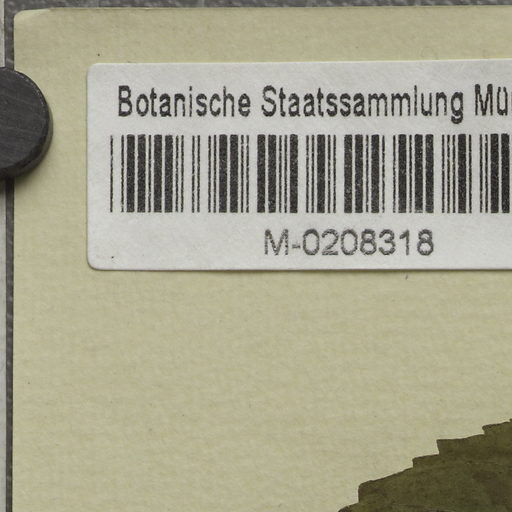 Botanische Staatssammlung Mü
M-0208318